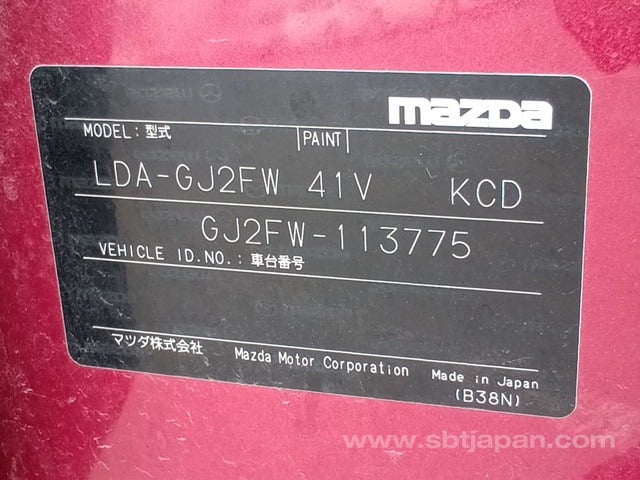 mazda
MODEL: 型式 PAINT
LDA-GJ2FW 41V KCD
GJ2FW-113775
VEHICLE ID.NO.: 車台番号
マツダ株式会社 Mazda Motor Corporation Made in Japan
(B38N)
www.sbtjapan.com